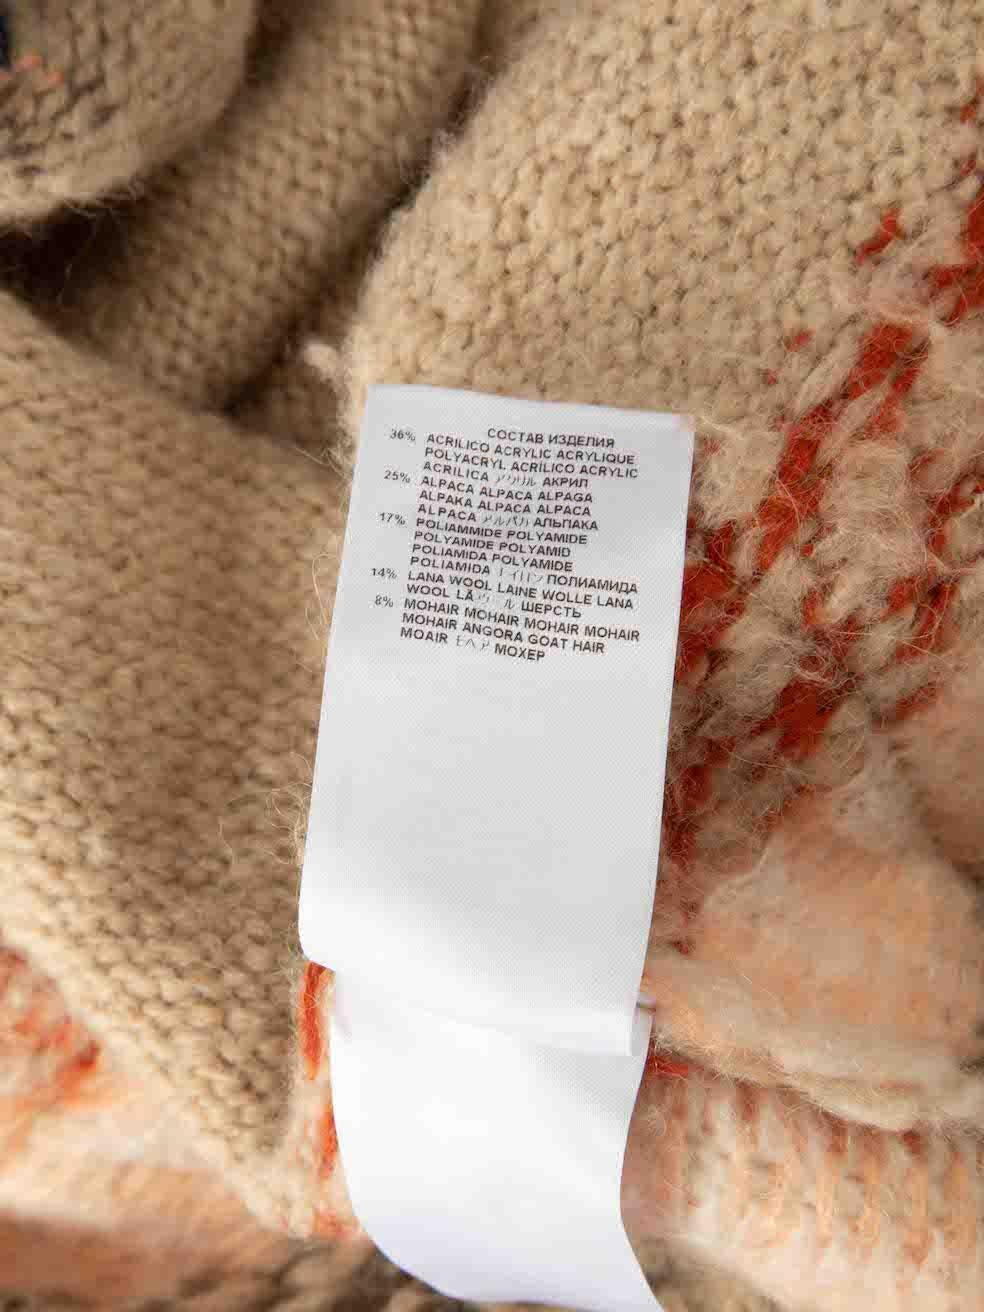 СОСТАВ ИЗДЕЛИЯ
36% ACRILICO ACRYLIC ACRYLIQUE
POLYACRYL ACRÍLICO ACRYLIC
ACRILICA アクリル АКРИЛ
25% ALPACA ALPACA ALPAGA
ALPAKA ALPACA ALPACA
ALPACA アルパカ АЛЬПАКА
17% POLIAMMIDE POLYAMIDE
POLYAMIDE POLYAMID
POLIAMIDA POLYAMIDE
POLIAMIDA ナイロン ПОЛИАМИДА
14% LANA WOOL LAINE WOLLE LANA
WOOL LÃ ウール ШЕРСТЬ
8% MOHAIR MOHAIR MOHAIR MOHAIR
MOHAIR ANGORA GOAT HAIR
MOAIR モヘア МОХЕР